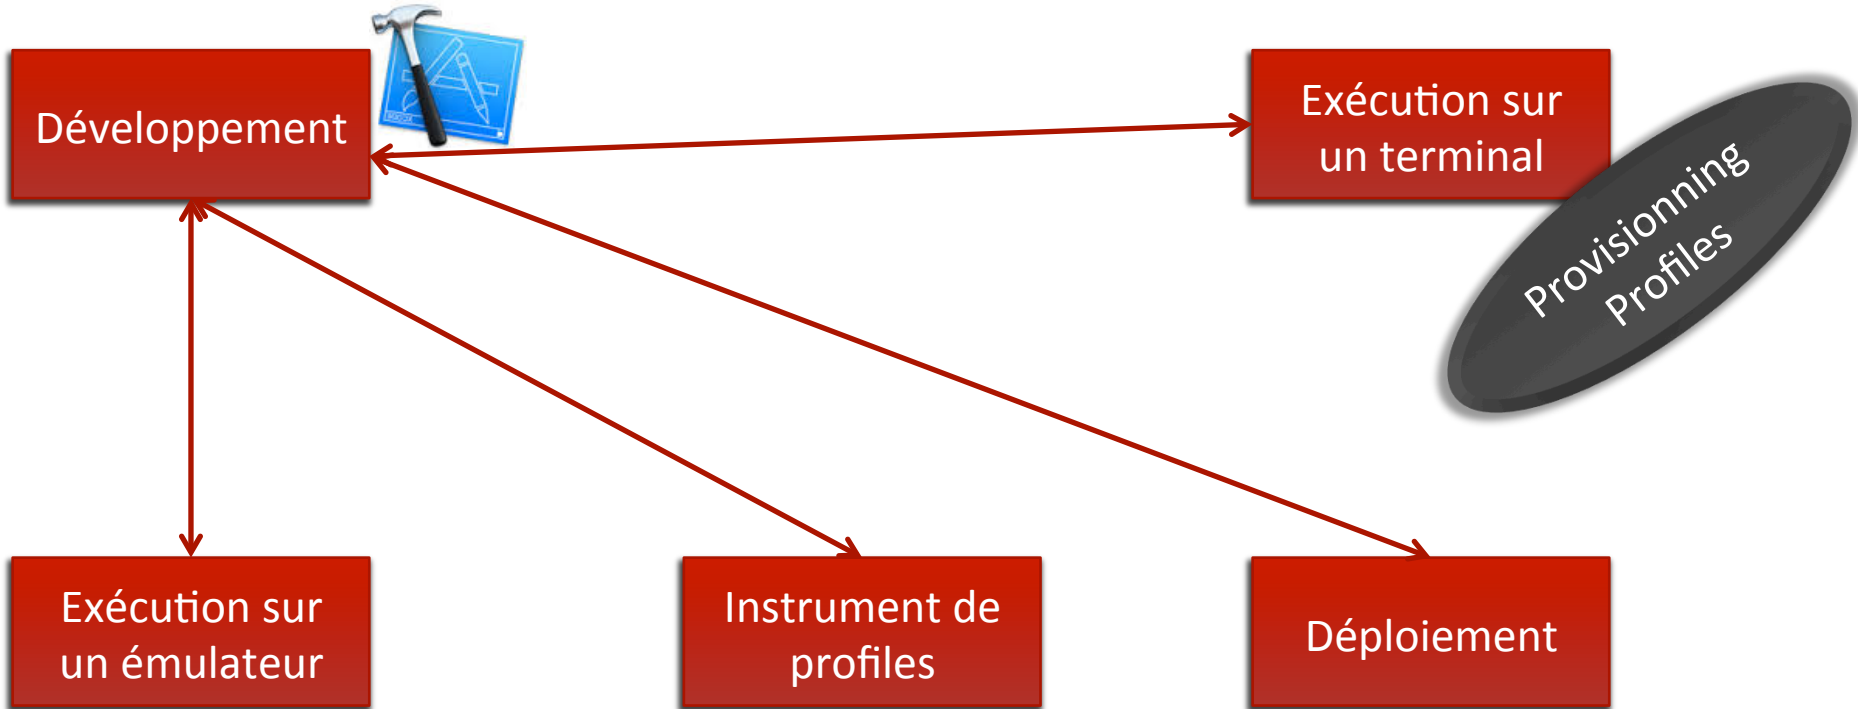 Développement
Exécution sur
un terminal
Provisionning
Profiles
Exécution sur
un émulateur
Instrument de
profiles
Déploiement